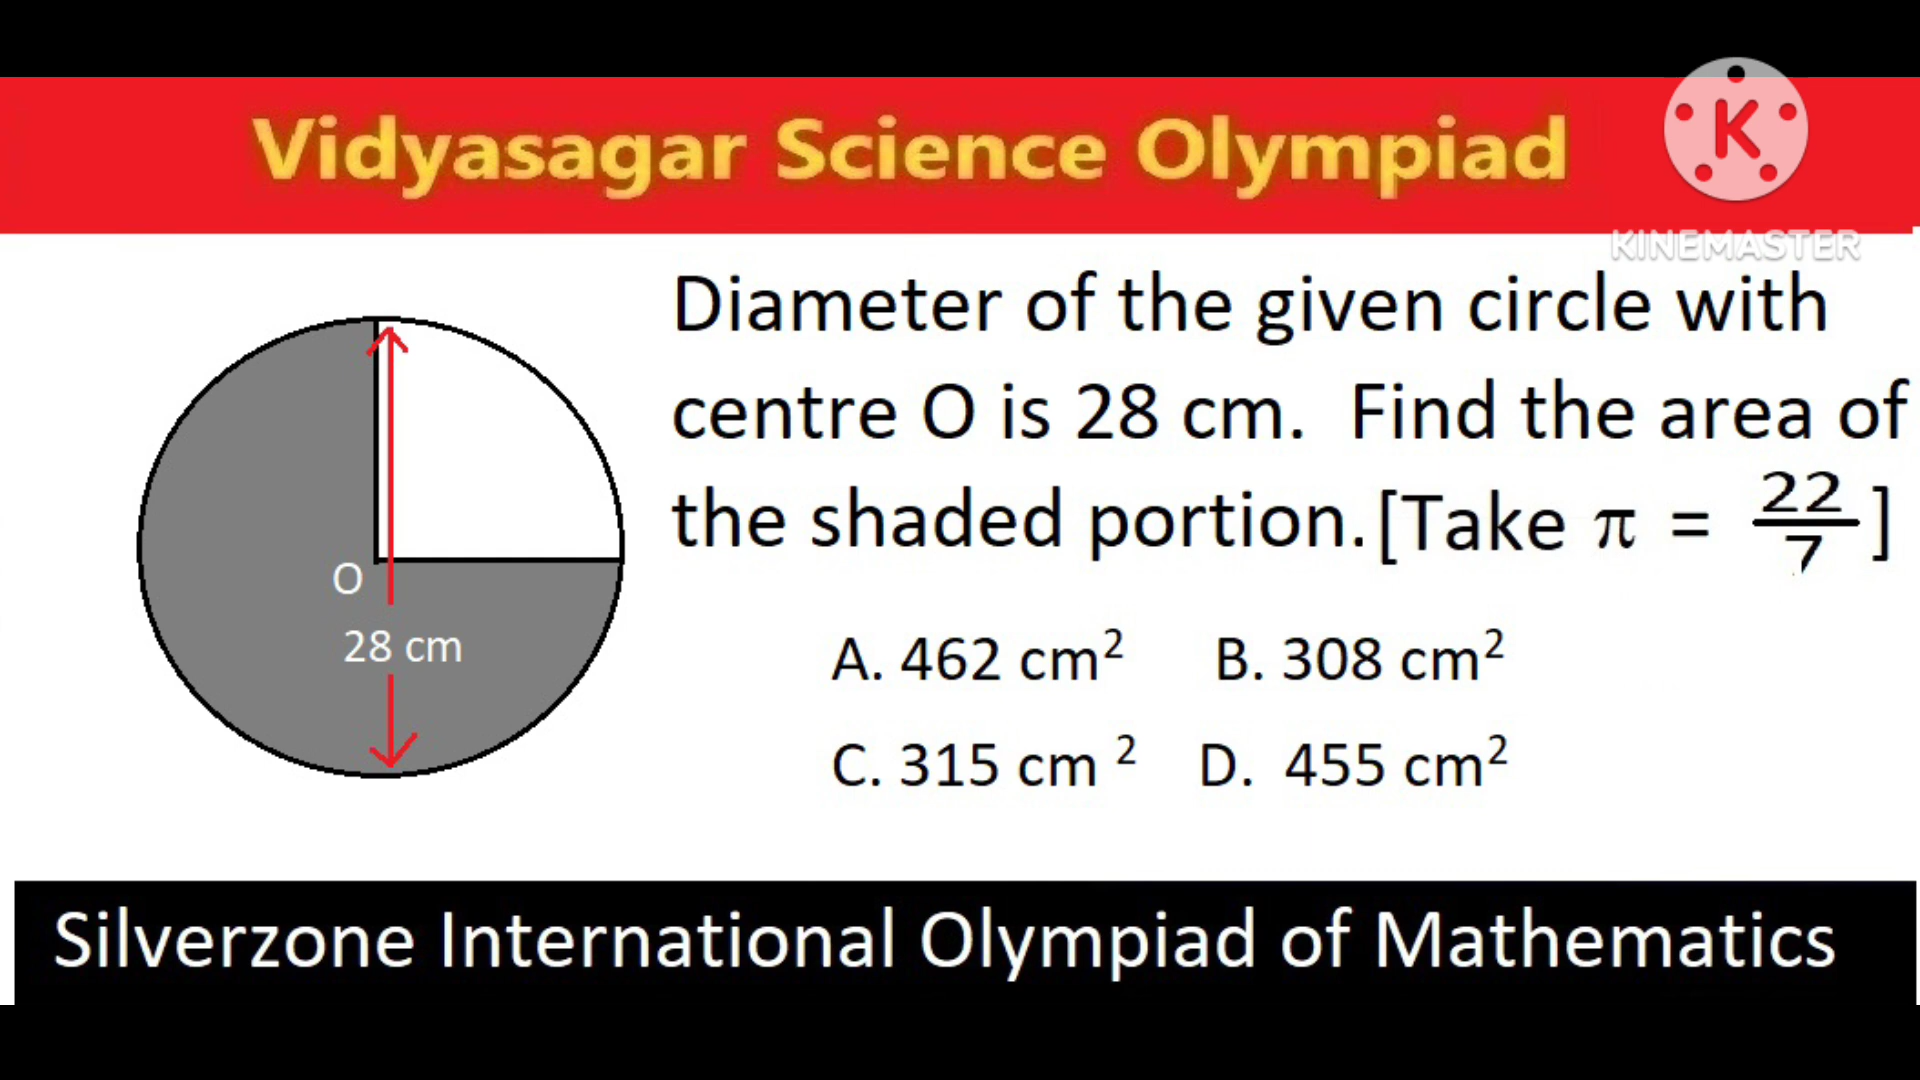 Vidyasagar Science Olympiad
K
KINEMASTER
Diameter of the given circle with
centre O is 28 cm. Find the area of
the shaded portion. [Take π = 22/7]
O
28 cm
A. 462 cm² B. 308 cm²
C. 315 cm ² D. 455 cm²
Silverzone International Olympiad of Mathematics